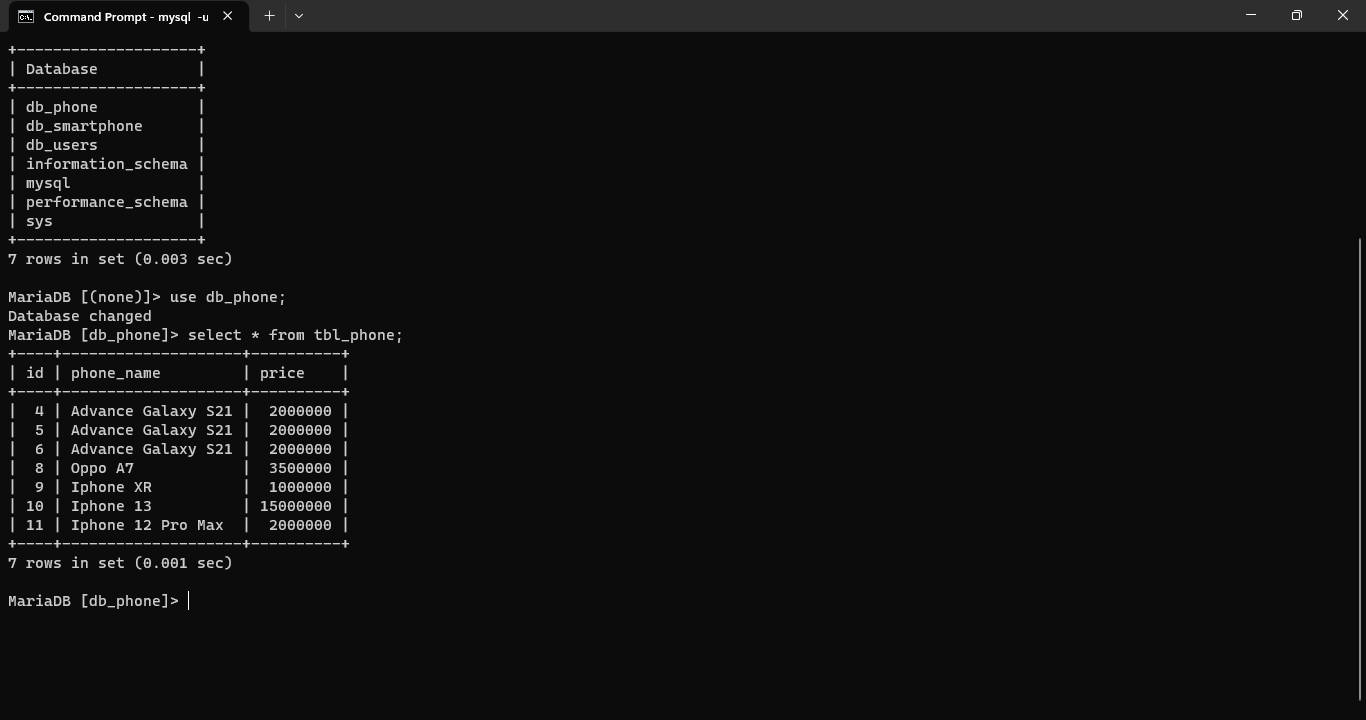 Command Prompt - mysql -u
+--------------------+
| Database           |
+--------------------+
| db_phone           |
| db_smartphone      |
| db_users           |
| information_schema |
| mysql              |
| performance_schema |
| sys                |
+--------------------+
7 rows in set (0.003 sec)

MariaDB [(none)]> use db_phone;
Database changed
MariaDB [db_phone]> select * from tbl_phone;
+----+--------------------+----------+
| id | phone_name         | price    |
+----+--------------------+----------+
|  4 | Advance Galaxy S21 |  2000000 |
|  5 | Advance Galaxy S21 |  2000000 |
|  6 | Advance Galaxy S21 |  2000000 |
|  8 | Oppo A7            |  3500000 |
|  9 | Iphone XR          |  1000000 |
| 10 | Iphone 13          | 15000000 |
| 11 | Iphone 12 Pro Max  |  2000000 |
+----+--------------------+----------+
7 rows in set (0.001 sec)

MariaDB [db_phone]>